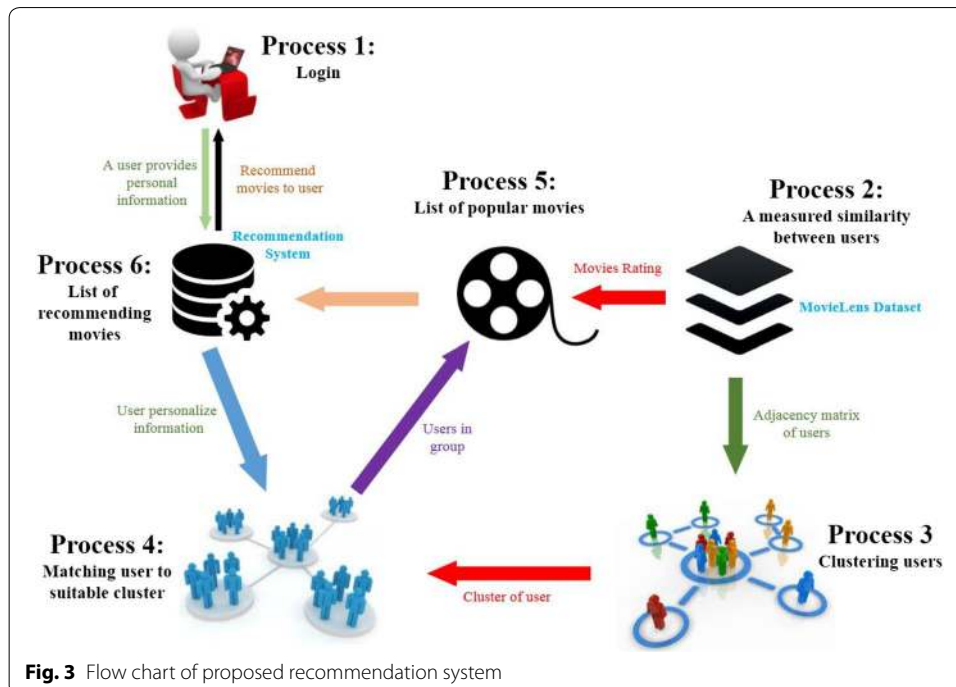 Process 1:
Login
A user provides
personal
information
Recommend
movies to user
Process 5:
List of popular movies
Process 2:
A measured similarity
between users
Recommendation
System
Process 6:
List of
recommending
movies
Movies Rating
MovieLens Dataset
User personalize
information
Users in
group
Adjacency matrix
of users
Process 4:
Matching user to
suitable cluster
Process 3
Clustering users
Cluster of user
Fig. 3 Flow chart of proposed recommendation system